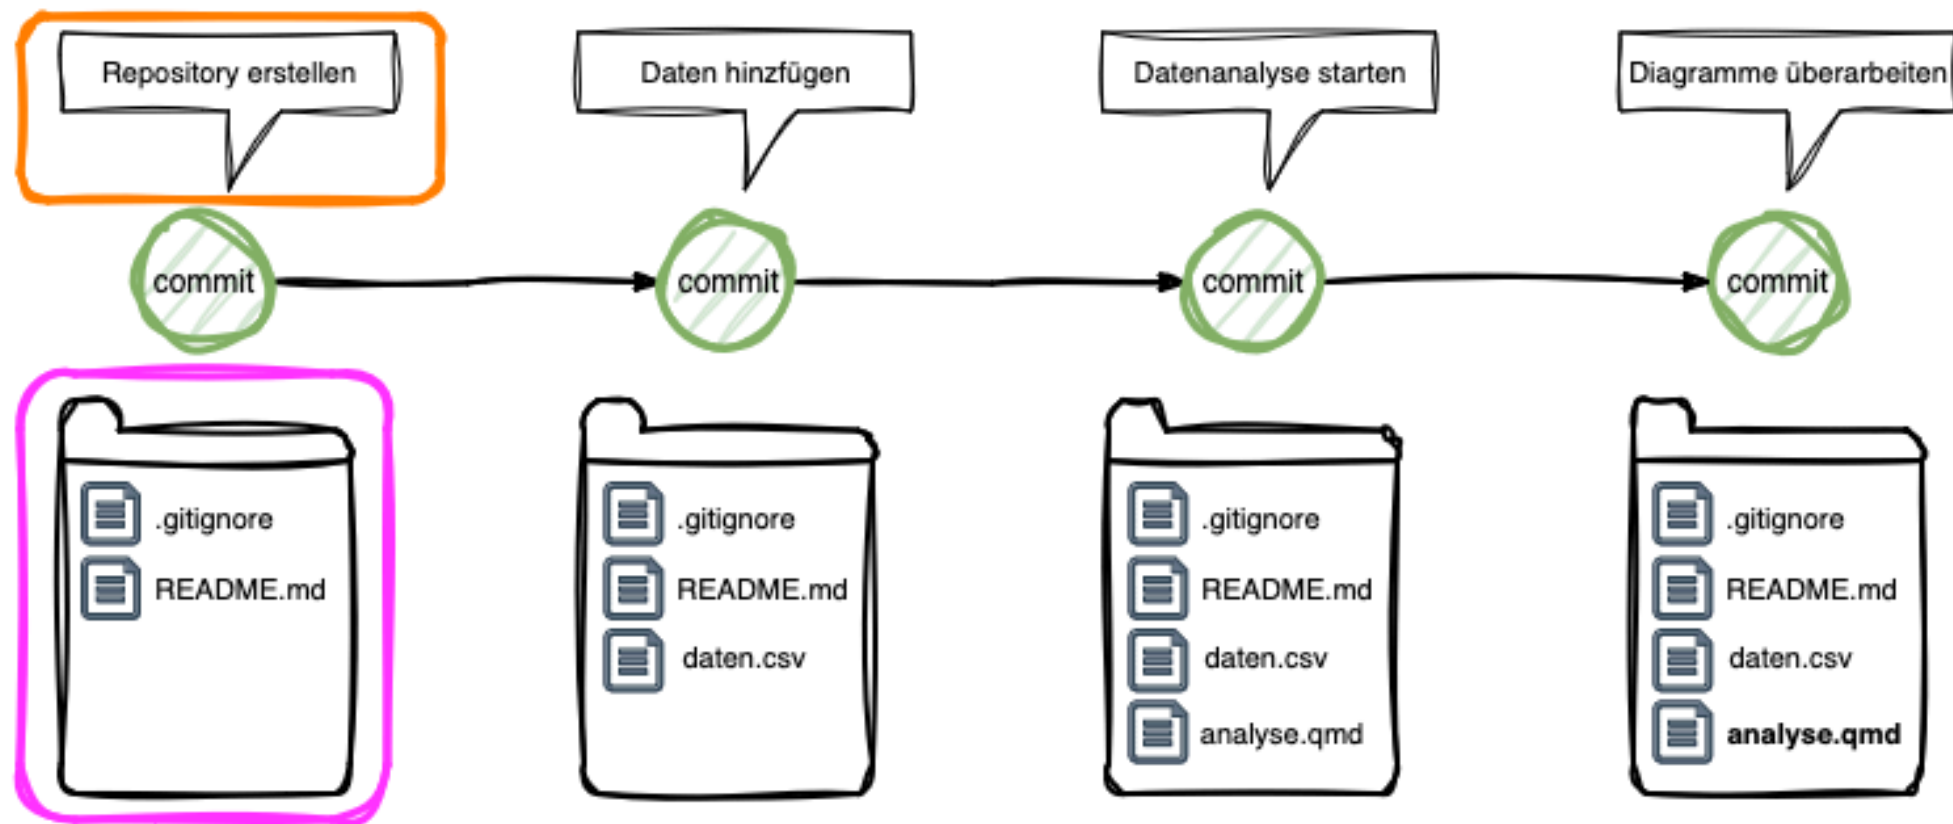 Repository erstellen
Daten hinzfügen
Datenanalyse starten
Diagramme überarbeiten
commit
commit
commit
commit
.gitignore
README.md
.gitignore
README.md
daten.csv
.gitignore
README.md
daten.csv
analyse.qmd
.gitignore
README.md
daten.csv
analyse.qmd